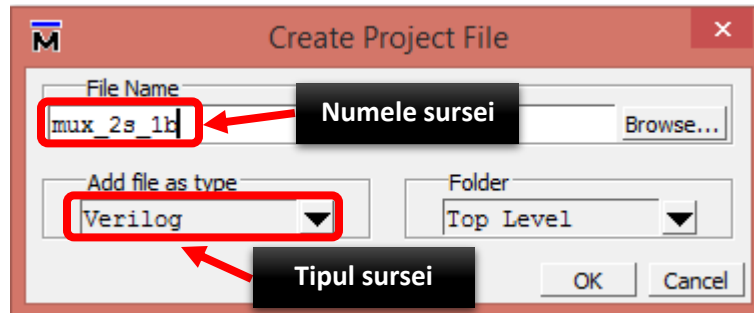 M Create Project File ×
File Name
mux_2s_1b
Numele sursei
Browse...
Add file as type
Folder
Verilog
Top Level
Tipul sursei
OK Cancel